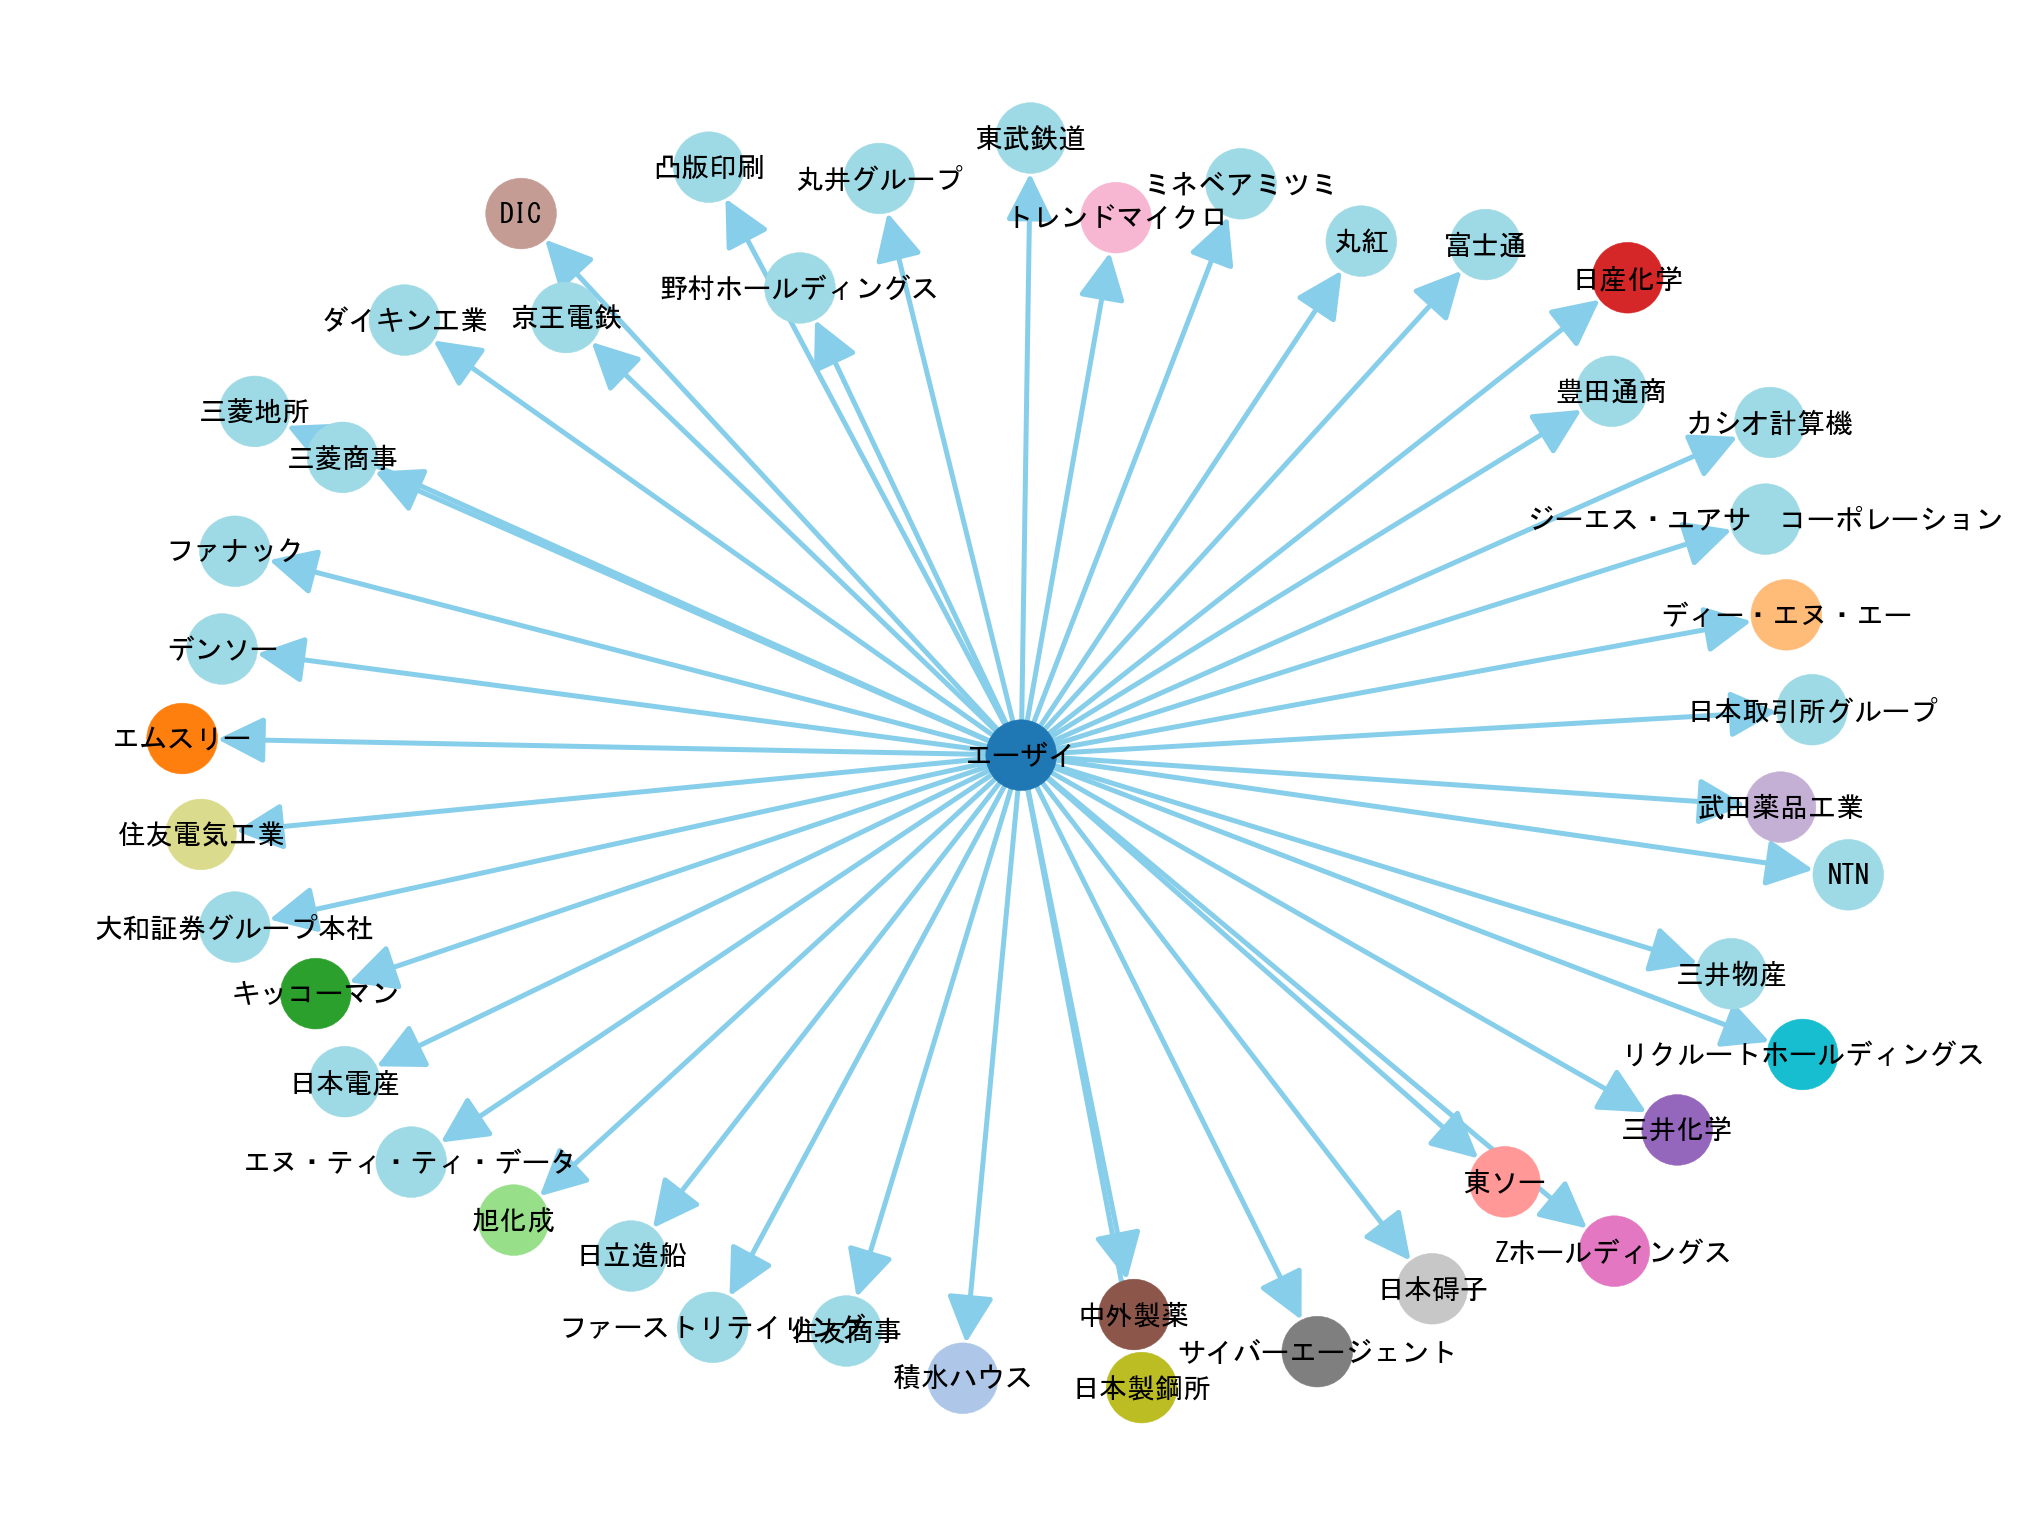 東武鉄道
凸版印刷
丸井グループ
ミネベアミツミ
DIC
トレンドマイクロ
丸紅
富士通
日産化学
野村ホールディングス
ダイキン工業
京王電鉄
豊田通商
三菱地所
カシオ計算機
三菱商事
ジーエス・ユアサ　コーポレーション
ファナック
ディー・エヌ・エー
デンソー
日本取引所グループ
エムスリー
エーザイ
武田薬品工業
住友電気工業
NTN
大和証券グループ本社
三井物産
キッコーマン
リクルートホールディングス
日本電産
三井化学
エヌ・ティ・ティ・データ
東ソー
旭化成
Zホールディングス
日立造船
日本碍子
中外製薬
ファーストリテイリング
住友商事
サイバーエージェント
積水ハウス
日本製鋼所